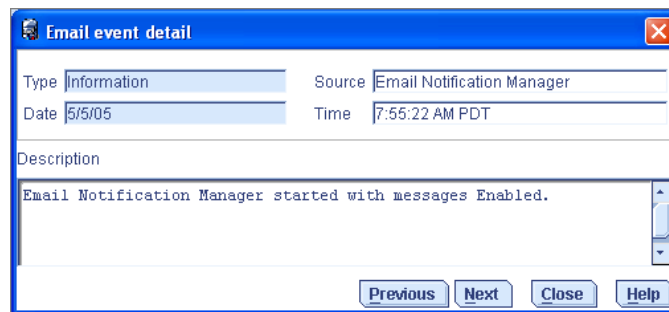 Email event detail
Type Information Source Email Notification Manager
Date 5/5/05 Time 7:55:22 AM PDT
Description
Email Notification Manager started with messages Enabled.
Previous Next Close Help